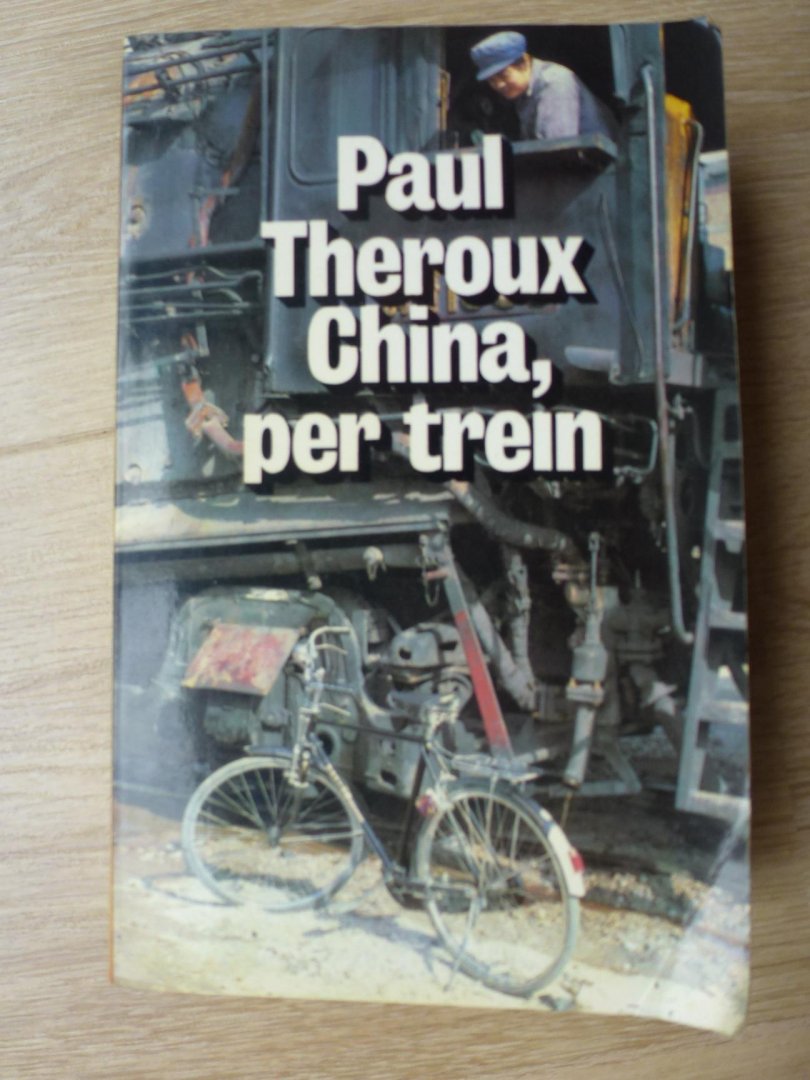 Paul
Theroux
China,
per trein